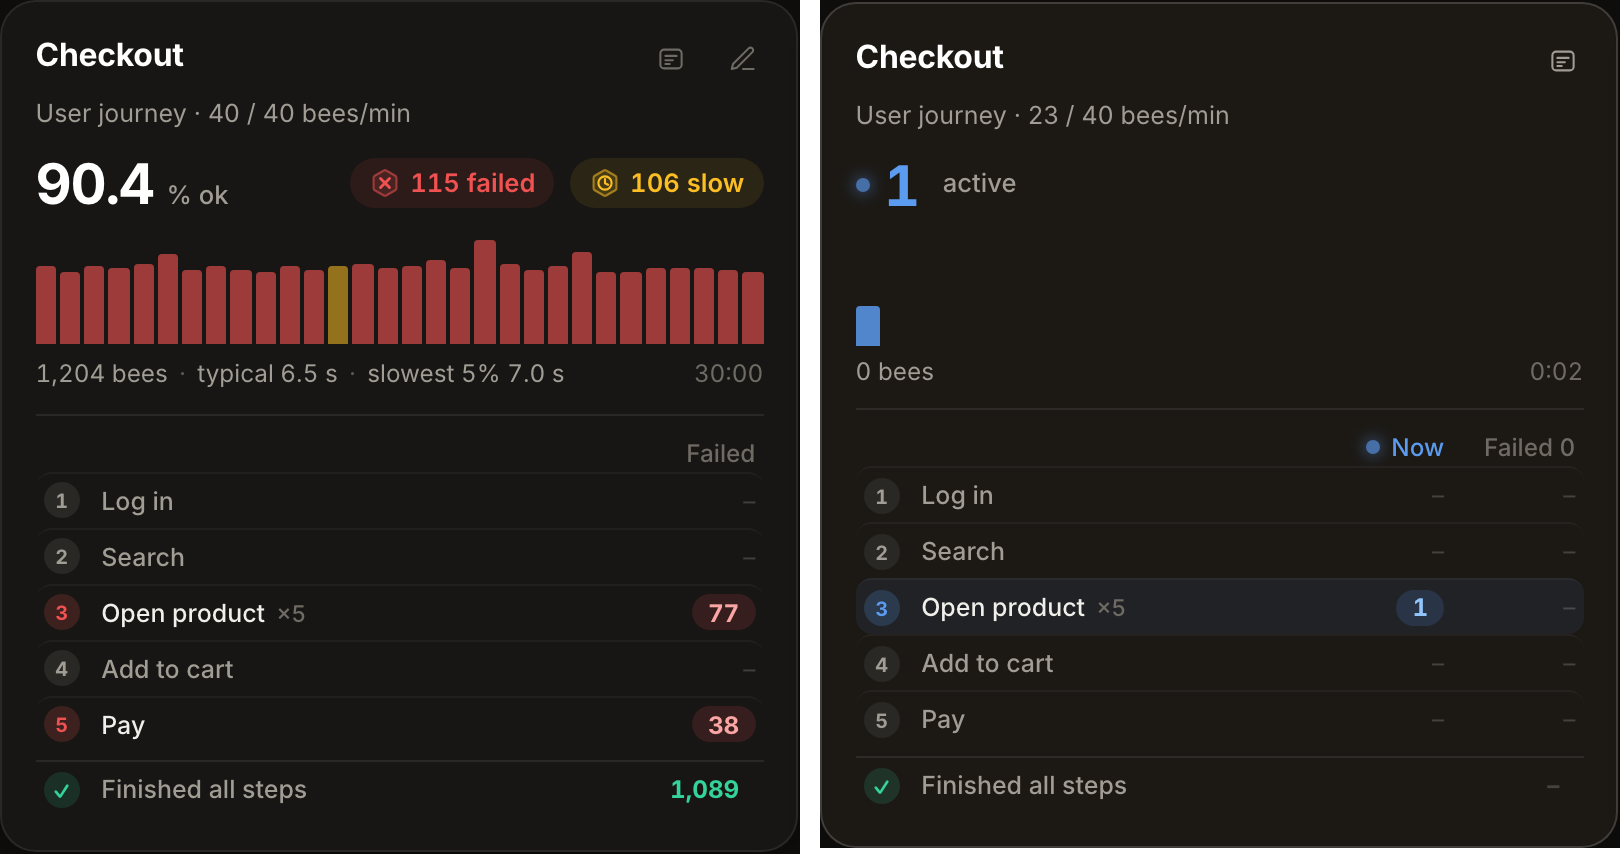 Checkout
User journey · 40 / 40 bees/min
90.4 % ok
115 failed
106 slow
1,204 bees · typical 6.5 s · slowest 5% 7.0 s
30:00
Failed
1 Log in –
2 Search –
3 Open product ×5 77
4 Add to cart –
5 Pay 38
Finished all steps 1,089
Checkout
User journey · 23 / 40 bees/min
1 active
0 bees
0:02
Now Failed 0
1 Log in – –
2 Search – –
3 Open product ×5 1 –
4 Add to cart – –
5 Pay – –
Finished all steps –